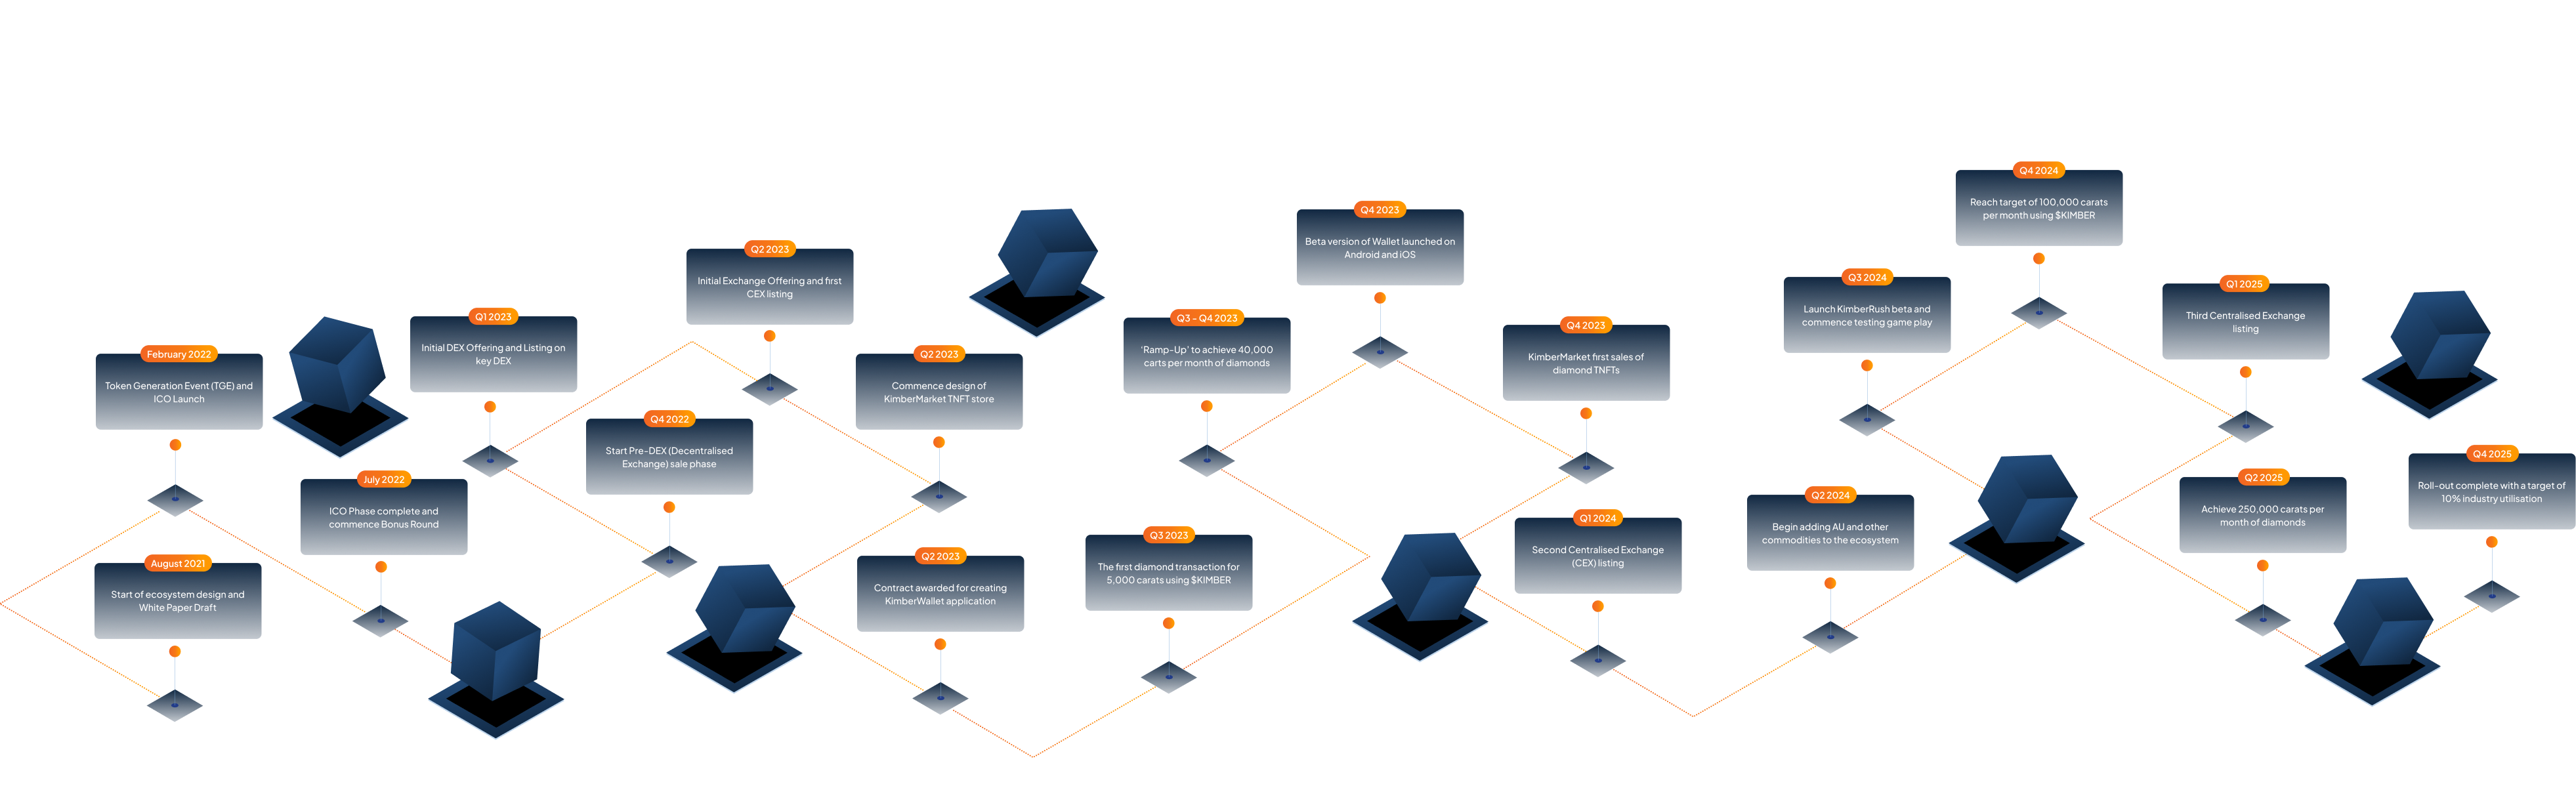 August 2021
Start of ecosystem design and
White Paper Draft
February 2022
Token Generation Event (TGE) and
ICO Launch
July 2022
ICO Phase complete and
commence Bonus Round
Q4 2022
Start Pre-DEX (Decentralised
Exchange) sale phase
Q1 2023
Initial DEX Offering and Listing on
key DEX
Q2 2023
Initial Exchange Offering and first
CEX listing
Q2 2023
Commence design of
KimberMarket TNFT store
Q2 2023
Contract awarded for creating
KimberWallet application
Q3 2023
The first diamond transaction for
5,000 carats using $KIMBER
Q3 – Q4 2023
‘Ramp-Up’ to achieve 40,000
carts per month of diamonds
Q4 2023
Beta version of Wallet launched on
Android and iOS
Q4 2023
KimberMarket first sales of
diamond TNFTs
Q1 2024
Second Centralised Exchange
(CEX) listing
Q2 2024
Begin adding AU and other
commodities to the ecosystem
Q3 2024
Launch KimberRush beta and
commence testing game play
Q4 2024
Reach target of 100,000 carats
per month using $KIMBER
Q1 2025
Third Centralised Exchange
listing
Q2 2025
Achieve 250,000 carats per
month of diamonds
Q4 2025
Roll-out complete with a target of
10% industry utilisation